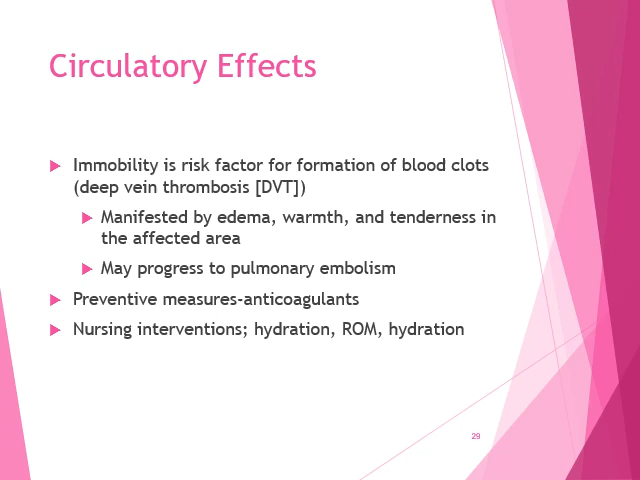 Circulatory Effects
Immobility is risk factor for formation of blood clots
(deep vein thrombosis [DVT])
Manifested by edema, warmth, and tenderness in
the affected area
May progress to pulmonary embolism
Preventive measures-anticoagulants
Nursing interventions; hydration, ROM, hydration
29